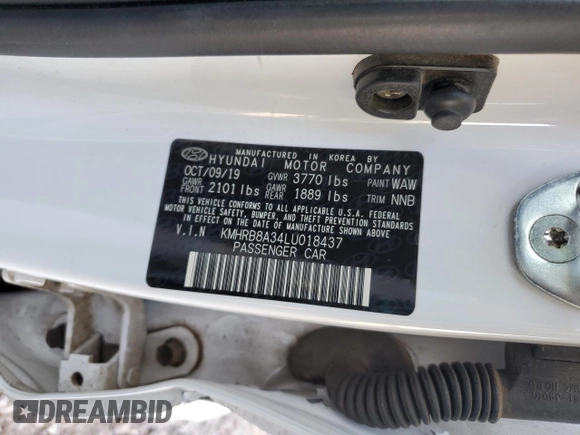 MANUFACTURED IN KOREA BY
HYUNDAI MOTOR COMPANY
OCT/09/19 GVWR 3770 lbs PAINT WAW
GAWR FRONT 2101 lbs GAWR REAR 1889 lbs TRIM NNB
THIS VEHICLE CONFORMS TO ALL APPLICABLE U.S.A. FEDERAL
MOTOR VEHICLE SAFETY, BUMPER, AND THEFT PREVENTION STANDARDS
IN EFFECT ON THE DATE OF MANUFACTURE SHOWN ABOVE.
V.I.N KMHRB8A34LU018437
PASSENGER CAR
DREAMBID